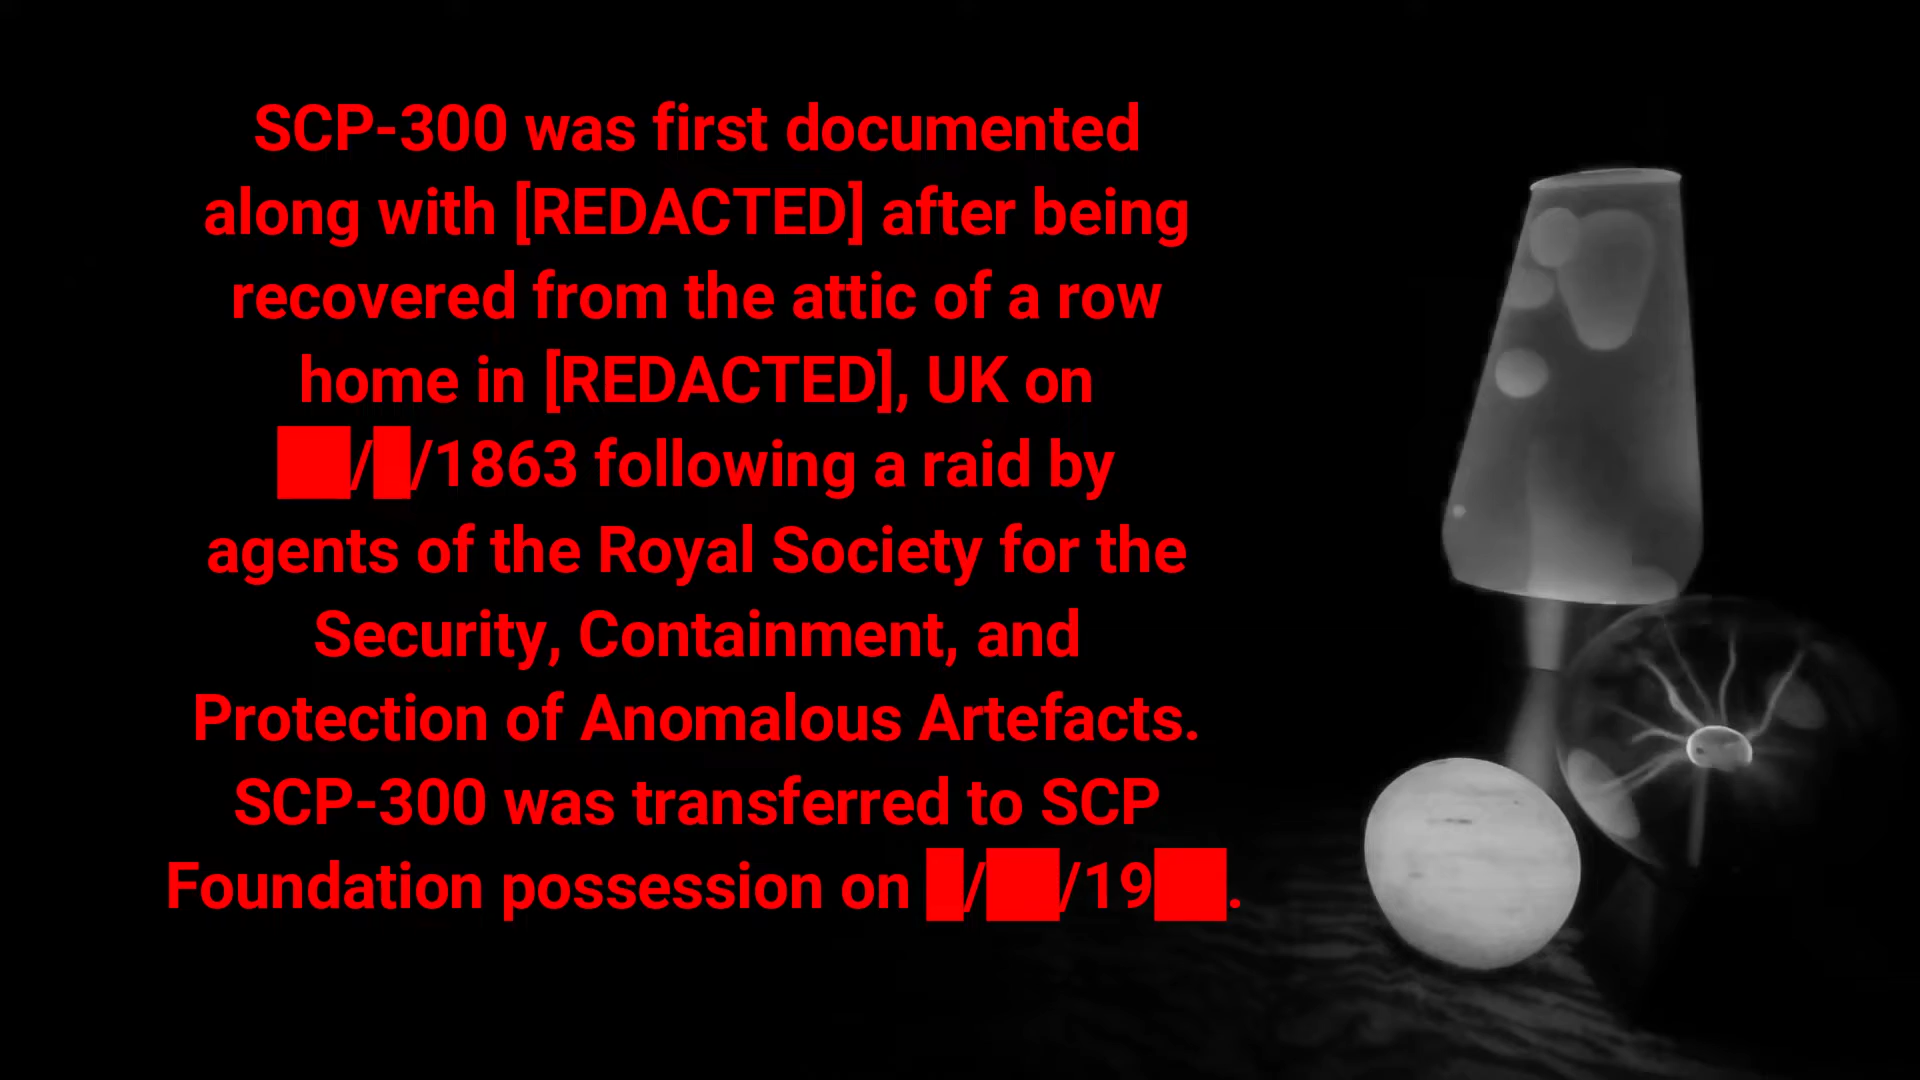 SCP-300 was first documented
along with [REDACTED] after being
recovered from the attic of a row
home in [REDACTED], UK on
██/█/1863 following a raid by
agents of the Royal Society for the
Security, Containment, and
Protection of Anomalous Artefacts.
SCP-300 was transferred to SCP
Foundation possession on █/██/19██.